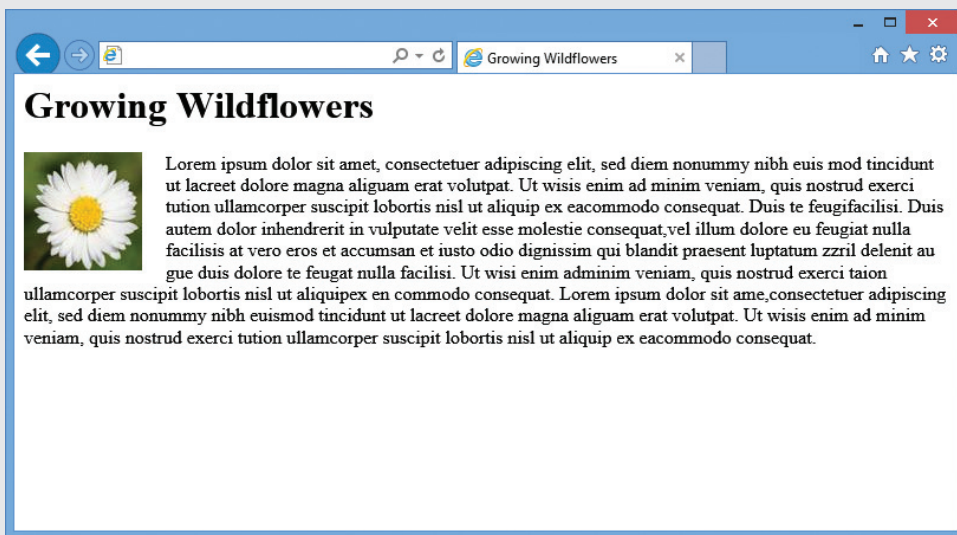 Growing Wildflowers
Growing Wildflowers
Lorem ipsum dolor sit amet, consectetuer adipiscing elit, sed diem nonummy nibh euis mod tincidunt
ut lacreet dolore magna aliguam erat volutpat. Ut wisis enim ad minim veniam, quis nostrud exerci
tution ullamcorper suscipit lobortis nisl ut aliquip ex eacommodo consequat. Duis te feugifacilisi. Duis
autem dolor inhendrerit in vulputate velit esse molestie consequat,vel illum dolore eu feugiat nulla
facilisis at vero eros et accumsan et iusto odio dignissim qui blandit praesent luptatum zzril delenit au
gue duis dolore te feugat nulla facilisi. Ut wisi enim adminim veniam, quis nostrud exerci taion
ullamcorper suscipit lobortis nisl ut aliquipex en commodo consequat. Lorem ipsum dolor sit ame,consectetuer adipiscing
elit, sed diem nonummy nibh euismod tincidunt ut lacreet dolore magna aliguam erat volutpat. Ut wisis enim ad minim
veniam, quis nostrud exerci tution ullamcorper suscipit lobortis nisl ut aliquip ex eacommodo consequat.